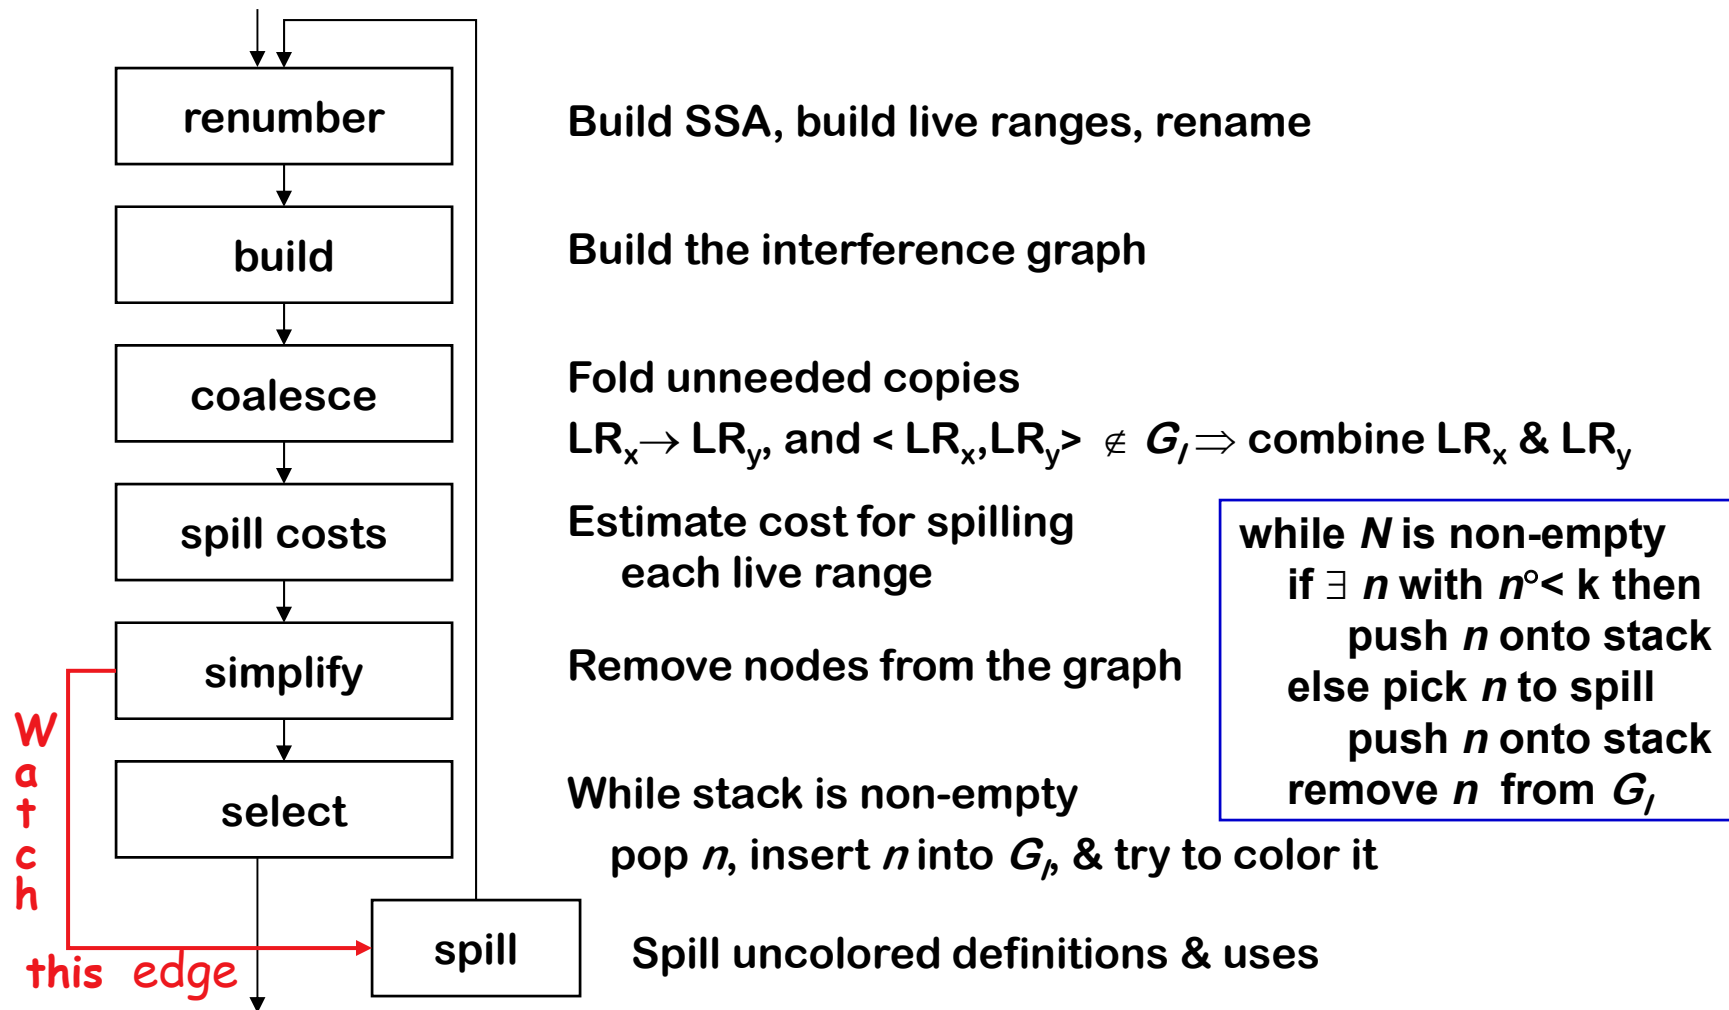 renumber
Build SSA, build live ranges, rename
build
Build the interference graph
coalesce
Fold unneeded copies
LRx→ LRy, and < LRx,LRy> ∉ GI ⇒ combine LRx & LRy
spill costs
Estimate cost for spilling
each live range
while N is non-empty
if ∃ n with n°< k then
push n onto stack
else pick n to spill
push n onto stack
remove n from GI
simplify
Remove nodes from the graph
select
While stack is non-empty
pop n, insert n into GI, & try to color it
Watch
this edge
spill
Spill uncolored definitions & uses